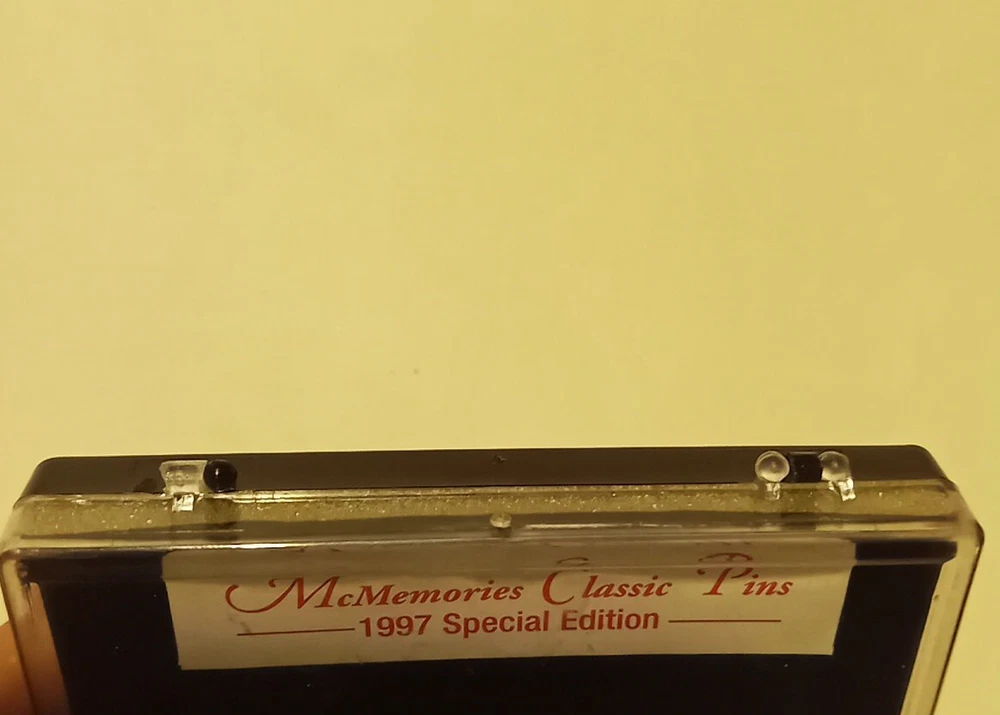 McMemories Classic Pins
1997 Special Edition